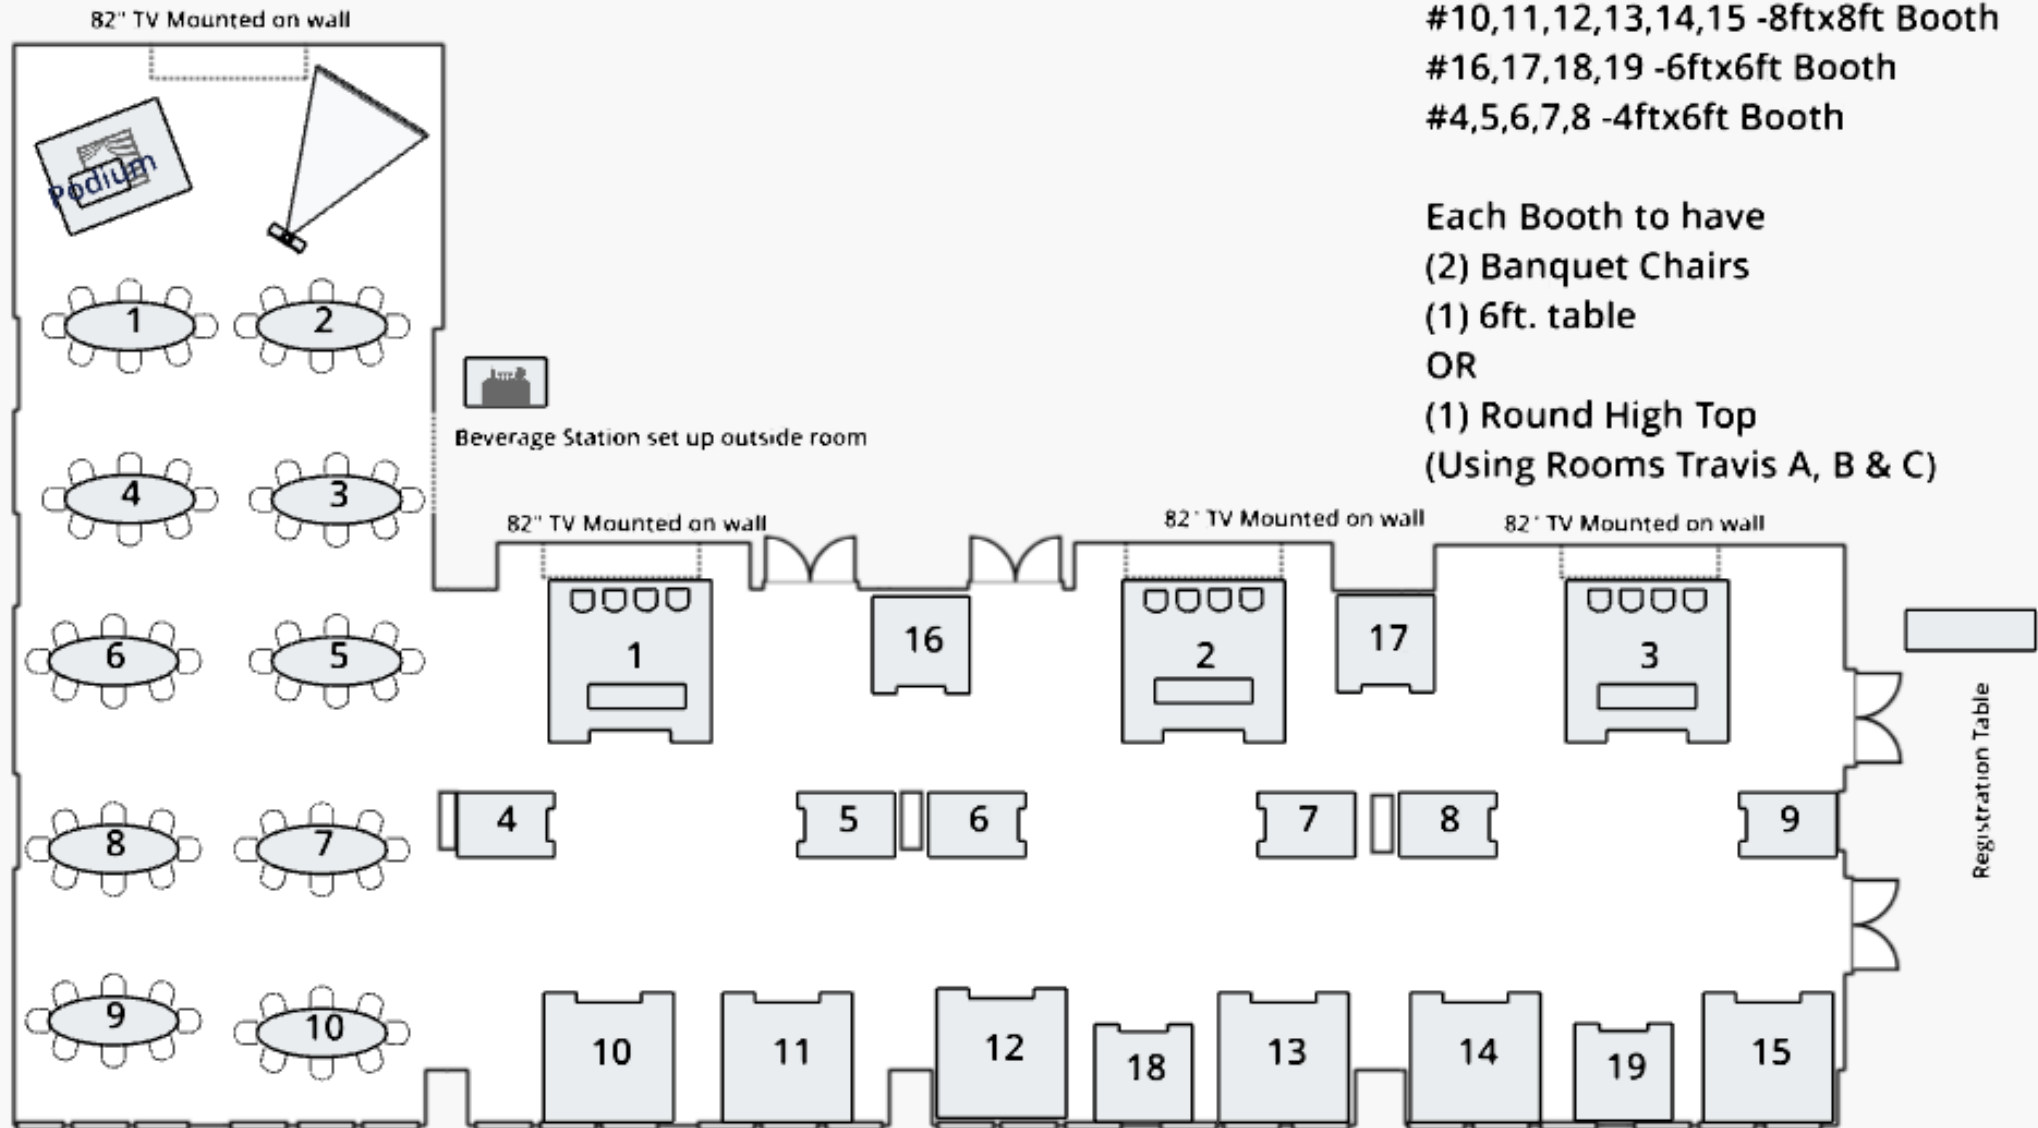 82" TV Mounted on wall
#10,11,12,13,14,15 -8ftx8ft Booth
#16,17,18,19 -6ftx6ft Booth
#4,5,6,7,8 -4ftx6ft Booth
Podium
Each Booth to have
(2) Banquet Chairs
(1) 6ft. table
OR
(1) Round High Top
(Using Rooms Travis A, B & C)
1
2
Beverage Station set up outside room
4
3
82" TV Mounted on wall
82" TV Mounted on wall
82" TV Mounted on wall
6
5
1
16
2
17
3
Registration Table
8
7
4
5
6
7
8
9
9
10
10
11
12
18
13
14
19
15